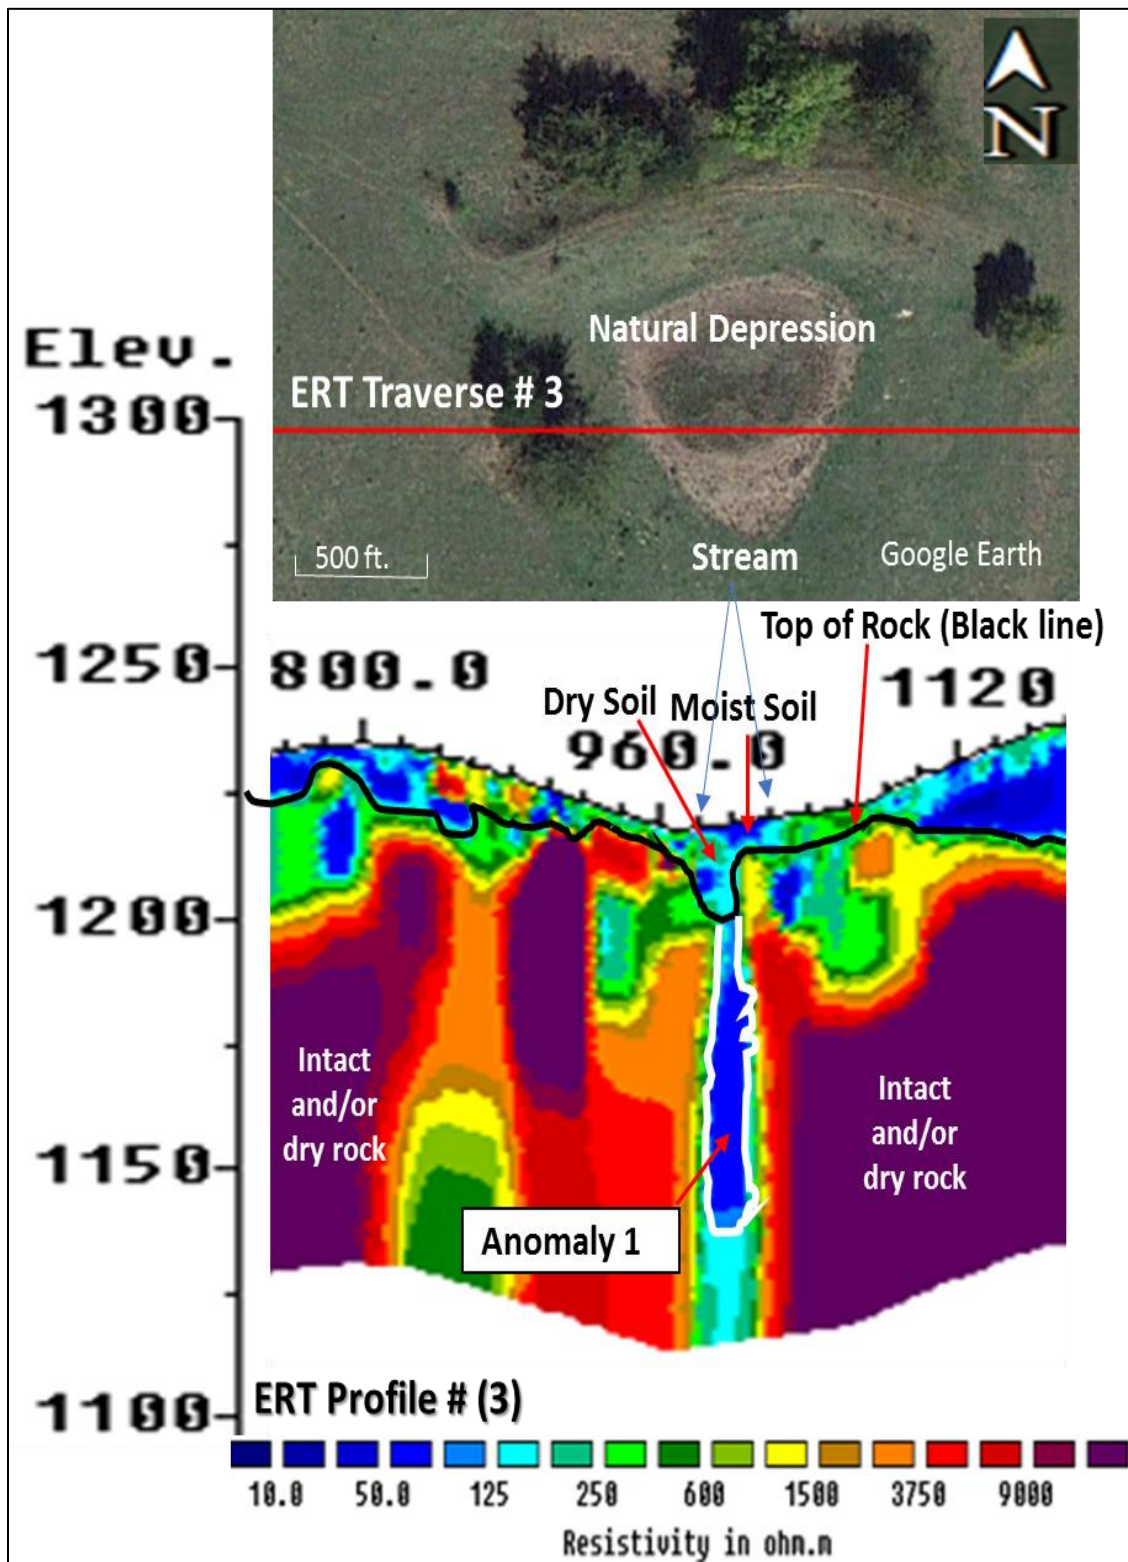 N
Natural Depression
Elev.
ERT Traverse # 3
1300
500 ft.
Stream
Google Earth
Top of Rock (Black line)
1250
800.0
1120
Dry Soil
Moist Soil
960.0
1200
Intact
and/or
dry rock
Intact
and/or
dry rock
1150
Anomaly 1
ERT Profile # (3)
1100
10.0 50.0 125 250 600 1500 3750 9000
Resistivity in ohm.m